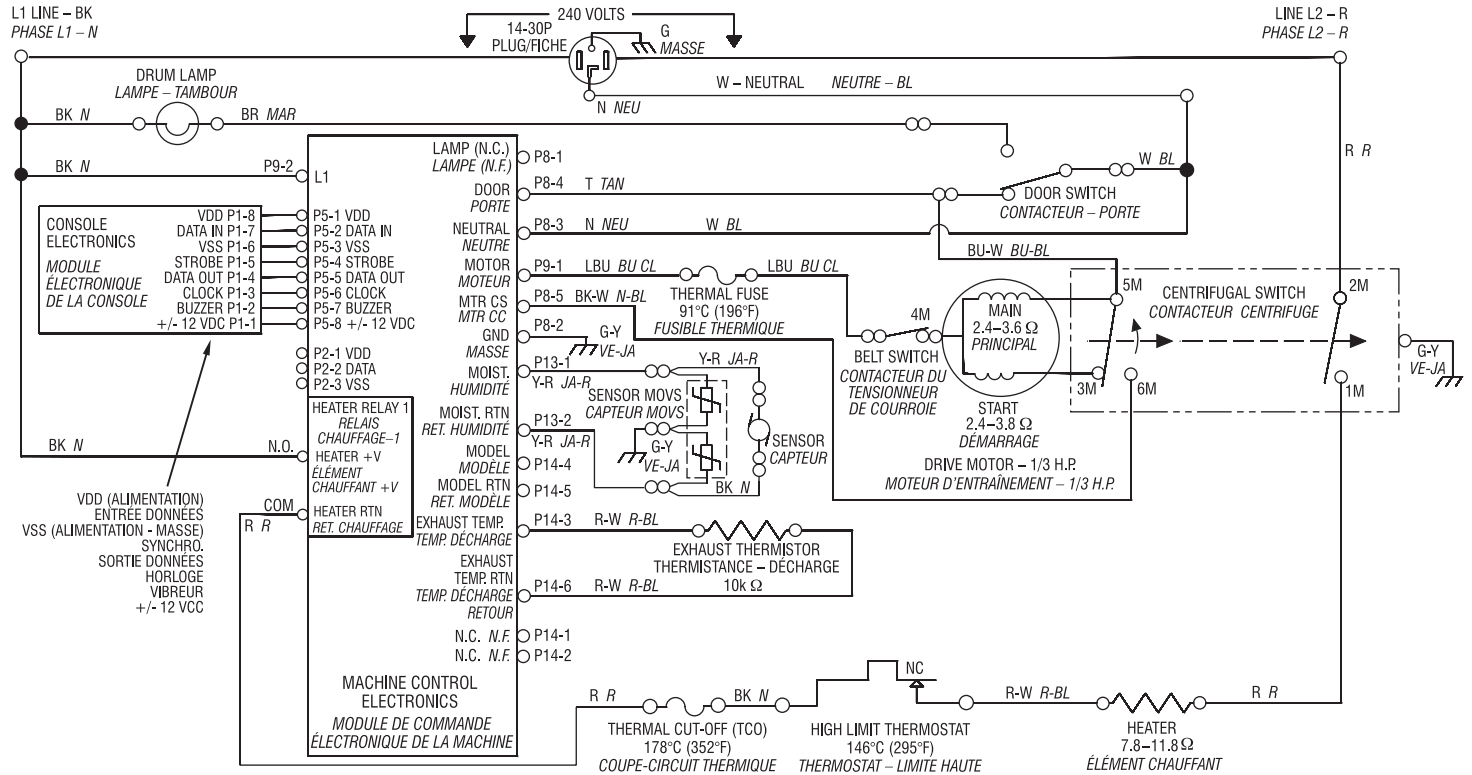 L1 LINE – BK
PHASE L1 – N
240 VOLTS
14-30P
PLUG/FICHE
G
MASSE
LINE L2 – R
PHASE L2 – R
DRUM LAMP
LAMPE – TAMBOUR
W – NEUTRAL NEUTRE – BL
N NEU
BK N
BR MAR
R R
LAMP (N.C.)
LAMPE (N.F.)
P8-1
W BL
BK N
P9-2
L1
DOOR
PORTE
P8-4
T TAN
DOOR SWITCH
CONTACTEUR – PORTE
CONSOLE
ELECTRONICS
MODULE
ÉLECTRONIQUE
DE LA CONSOLE
VDD P1-8
DATA IN P1-7
VSS P1-6
STROBE P1-5
DATA OUT P1-4
CLOCK P1-3
BUZZER P1-2
+/- 12 VDC P1-1
P5-1 VDD
P5-2 DATA IN
P5-3 VSS
P5-4 STROBE
P5-5 DATA OUT
P5-6 CLOCK
P5-7 BUZZER
P5-8 +/- 12 VDC
P2-1 VDD
P2-2 DATA
P2-3 VSS
NEUTRAL
NEUTRE
P8-3
N NEU
W BL
BU-W BU-BL
MOTOR
MOTEUR
P9-1
LBU BU CL
LBU BU CL
THERMAL FUSE
91°C (196°F)
FUSIBLE THERMIQUE
MTR CS
MTR CC
P8-5
BK-W N-BL
GND
MASSE
P8-2
G-Y
VE-JA
4M
BELT SWITCH
CONTACTEUR DU
TENSIONNEUR
DE COURROIE
MAIN
2.4–3.6 Ω
PRINCIPAL
START
2.4–3.8 Ω
DÉMARRAGE
DRIVE MOTOR – 1/3 H.P.
MOTEUR D'ENTRAÎNEMENT – 1/3 H.P.
5M
3M
6M
CENTRIFUGAL SWITCH
CONTACTEUR CENTRIFUGE
2M
1M
G-Y
VE-JA
MOIST.
HUMIDITÉ
P13-1
Y-R JA-R
Y-R JA-R
SENSOR MOVS
CAPTEUR MOVS
G-Y
VE-JA
SENSOR
CAPTEUR
MOIST. RTN
RET. HUMIDITÉ
P13-2
Y-R JA-R
BK N
MODEL
MODÈLE
P14-4
MODEL RTN
RET. MODÈLE
P14-5
HEATER RELAY 1
RELAIS
CHAUFFAGE-1
HEATER +V
ÉLÉMENT
CHAUFFANT +V
HEATER RTN
RET. CHAUFFAGE
BK N
N.O.
COM
R R
VDD (ALIMENTATION)
ENTRÉE DONNÉES
VSS (ALIMENTATION - MASSE)
SYNCHRO.
SORTIE DONNÉES
HORLOGE
VIBREUR
+/- 12 VCC
EXHAUST TEMP.
TEMP. DÉCHARGE
P14-3
R-W R-BL
EXHAUST THERMISTOR
THERMISTANCE – DÉCHARGE
10k Ω
EXHAUST
TEMP. RTN
TEMP. DÉCHARGE
RETOUR
P14-6
R-W R-BL
N.C. N.F.
P14-1
N.C. N.F.
P14-2
MACHINE CONTROL
ELECTRONICS
MODULE DE COMMANDE
ÉLECTRONIQUE DE LA MACHINE
R R
BK N
THERMAL CUT-OFF (TCO)
178°C (352°F)
COUPE-CIRCUIT THERMIQUE
NC
HIGH LIMIT THERMOSTAT
146°C (295°F)
THERMOSTAT – LIMITE HAUTE
R-W R-BL
R R
HEATER
7.8–11.8 Ω
ÉLÉMENT CHAUFFANT